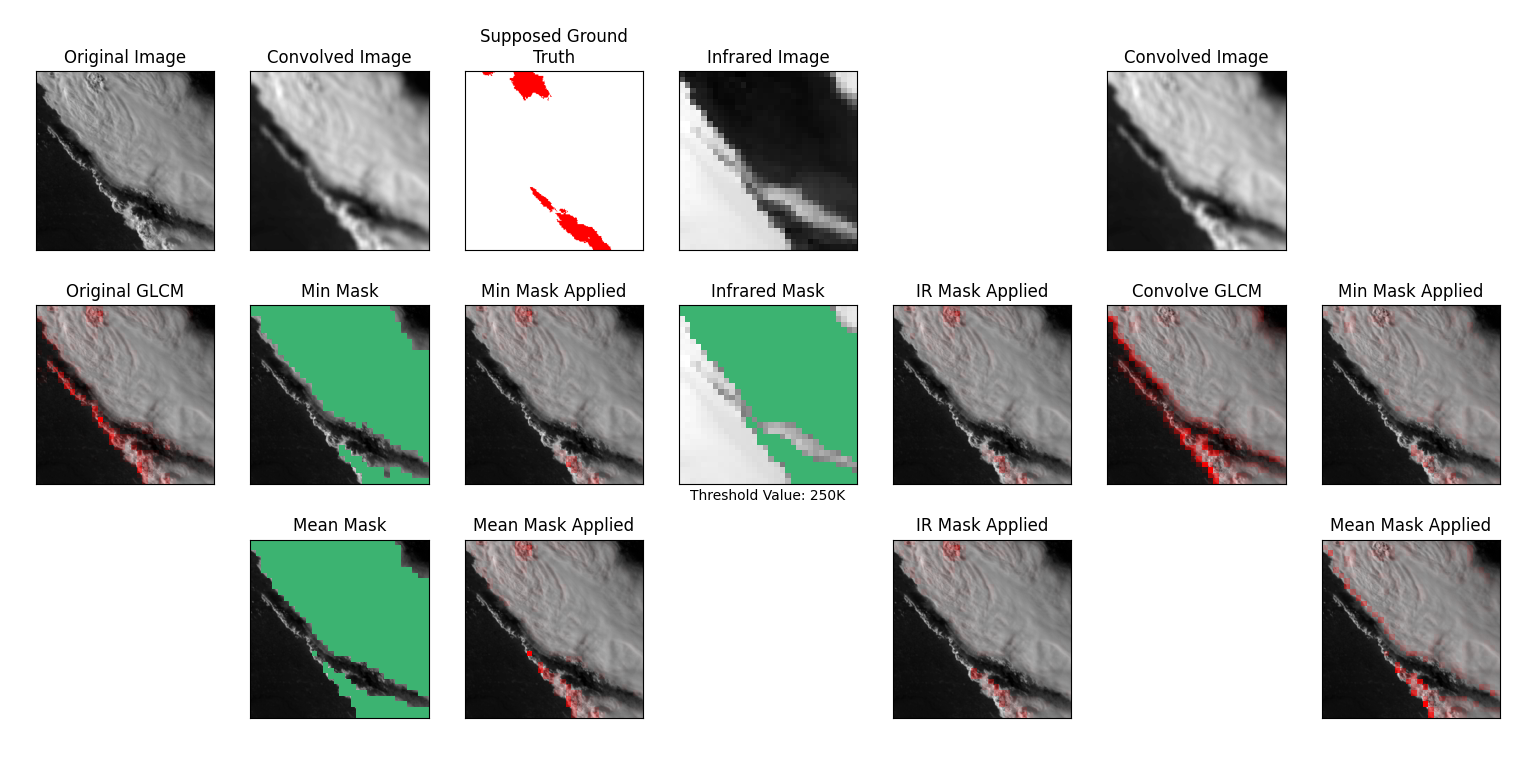 Original Image
Convolved Image
Supposed Ground
Truth
Infrared Image
Convolved Image
Original GLCM
Min Mask
Min Mask Applied
Infrared Mask
IR Mask Applied
Convolve GLCM
Min Mask Applied
Threshold Value: 250K
Mean Mask
Mean Mask Applied
IR Mask Applied
Mean Mask Applied